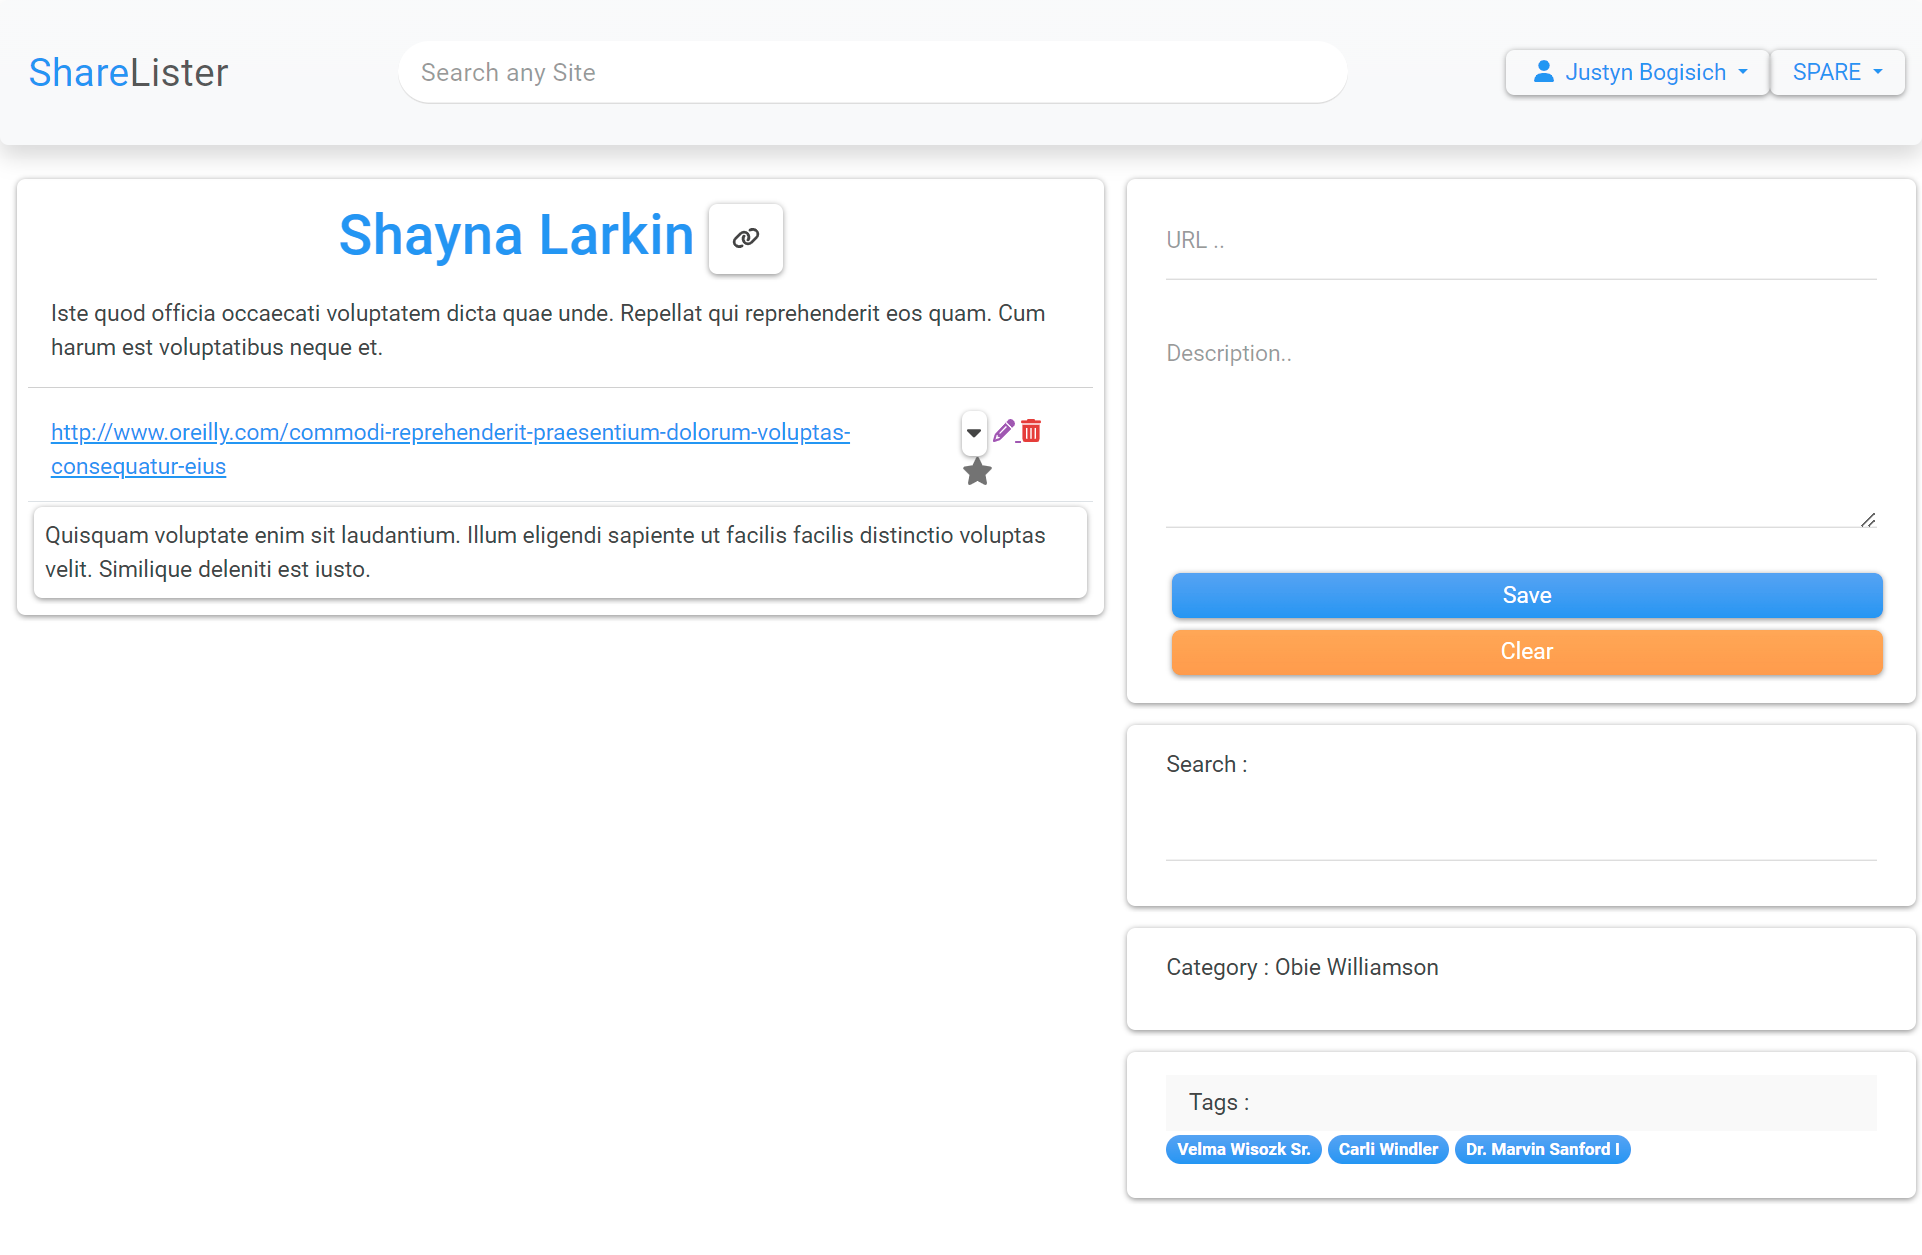 ShareLister
Search any Site
Justyn Bogisich
SPARE
Shayna Larkin
Iste quod officia occaecati voluptatem dicta quae unde. Repellat qui reprehenderit eos quam. Cum
harum est voluptatibus neque et.
http://www.oreilly.com/commodi-reprehenderit-praesentium-dolorum-voluptas-
consequatur-eius
Quisquam voluptate enim sit laudantium. Illum eligendi sapiente ut facilis facilis distinctio voluptas
velit. Similique deleniti est iusto.
URL ..
Description..
Save
Clear
Search :
Category : Obie Williamson
Tags :
Velma Wisozk Sr.
Carli Windler
Dr. Marvin Sanford I